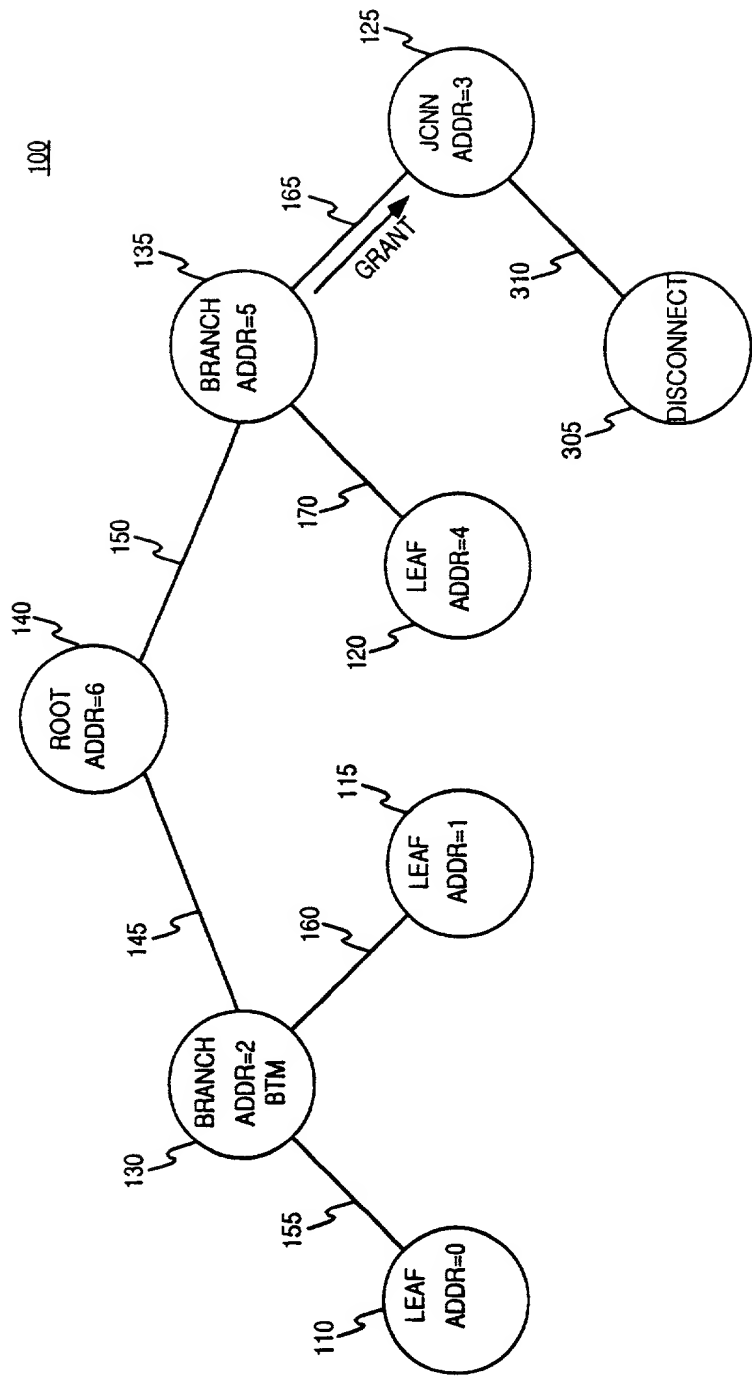 100
140
ROOT
ADDR=6
145
150
130
BRANCH
ADDR=2
BTM
135
BRANCH
ADDR=5
155
160
170
165
GRANT
110
LEAF
ADDR=0
115
LEAF
ADDR=1
120
LEAF
ADDR=4
125
JCNN
ADDR=3
310
305
DISCONNECT